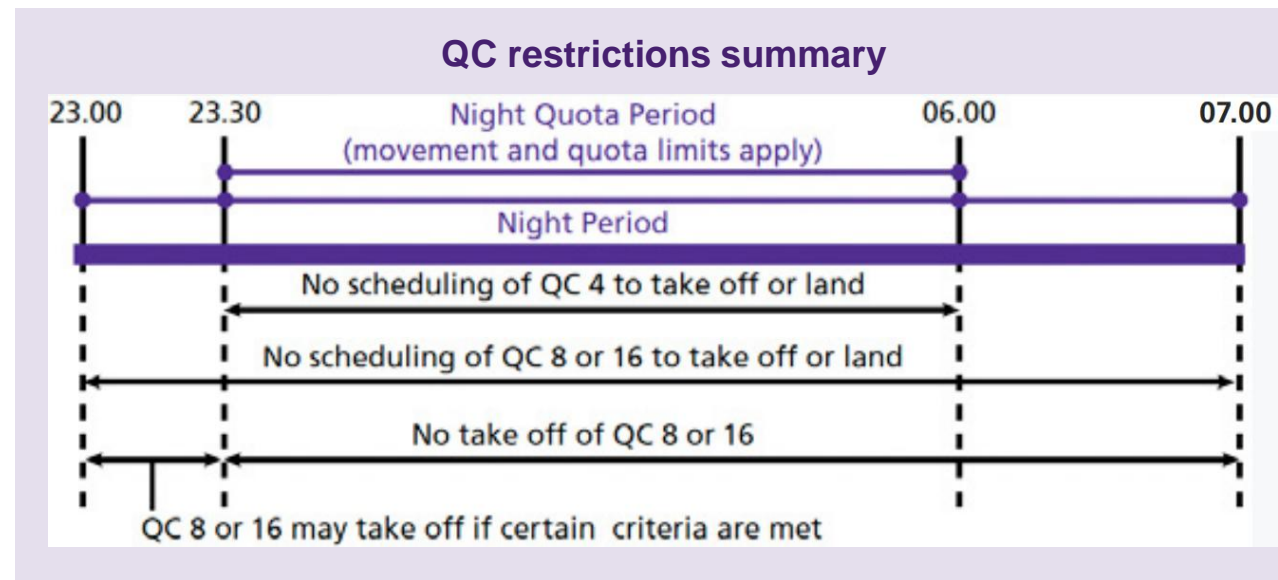 QC restrictions summary
23.00 23.30 Night Quota Period 06.00 07.00
(movement and quota limits apply)
Night Period
No scheduling of QC 4 to take off or land
No scheduling of QC 8 or 16 to take off or land
No take off of QC 8 or 16
QC 8 or 16 may take off if certain criteria are met